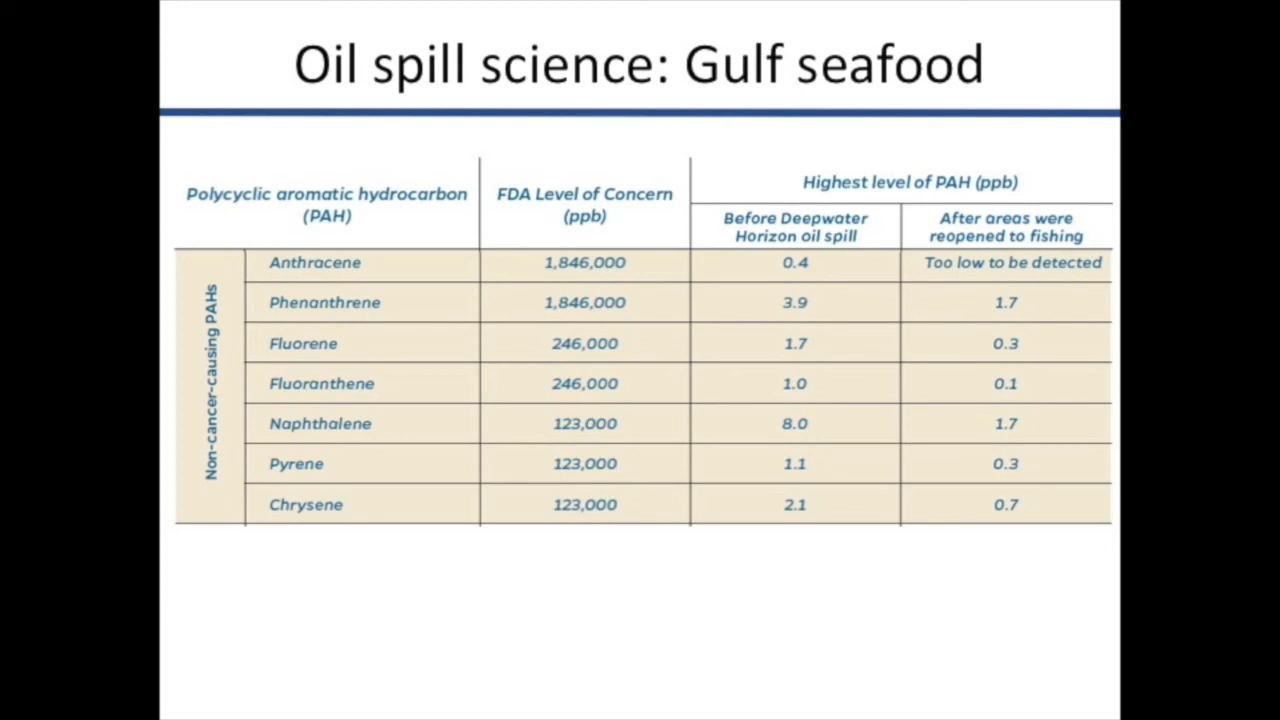 Oil spill science: Gulf seafood
Polycyclic aromatic hydrocarbon
(PAH)
FDA Level of Concern
(ppb)
Highest level of PAH (ppb)
Before Deepwater
Horizon oil spill
After areas were
reopened to fishing
Non-cancer-causing PAHs
Anthracene 1,846,000 0.4 Too low to be detected
Phenanthrene 1,846,000 3.9 1.7
Fluorene 246,000 1.7 0.3
Fluoranthene 246,000 1.0 0.1
Naphthalene 123,000 8.0 1.7
Pyrene 123,000 1.1 0.3
Chrysene 123,000 2.1 0.7